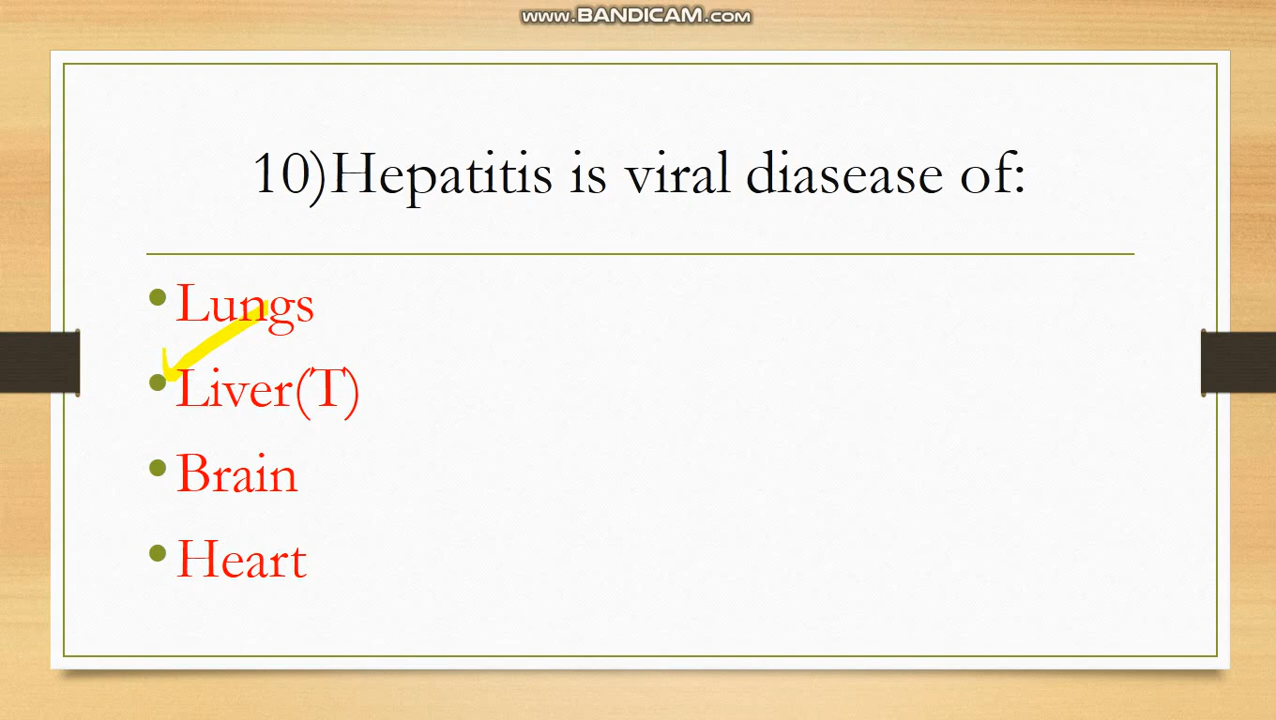 www.BANDICAM.com
10)Hepatitis is viral diasease of:
• Lungs
• Liver(T)
• Brain
• Heart